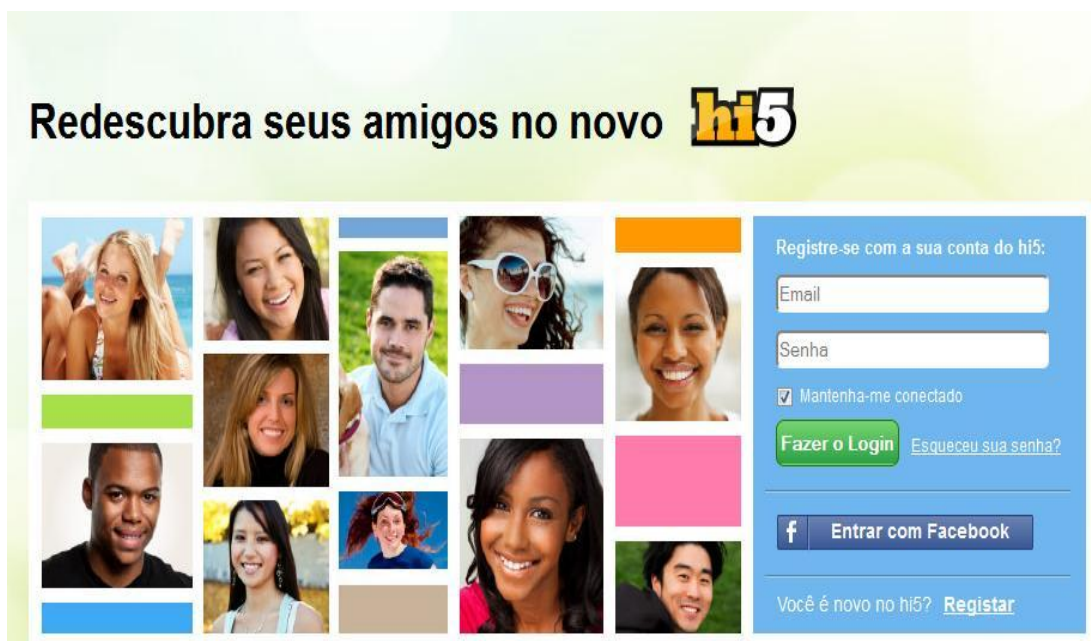 Redescubra seus amigos no novo hi5
Registre-se com a sua conta do hi5:
Email
Senha
Mantenha-me conectado
Fazer o Login Esqueceu sua senha?
f Entrar com Facebook
Você é novo no hi5? Registar